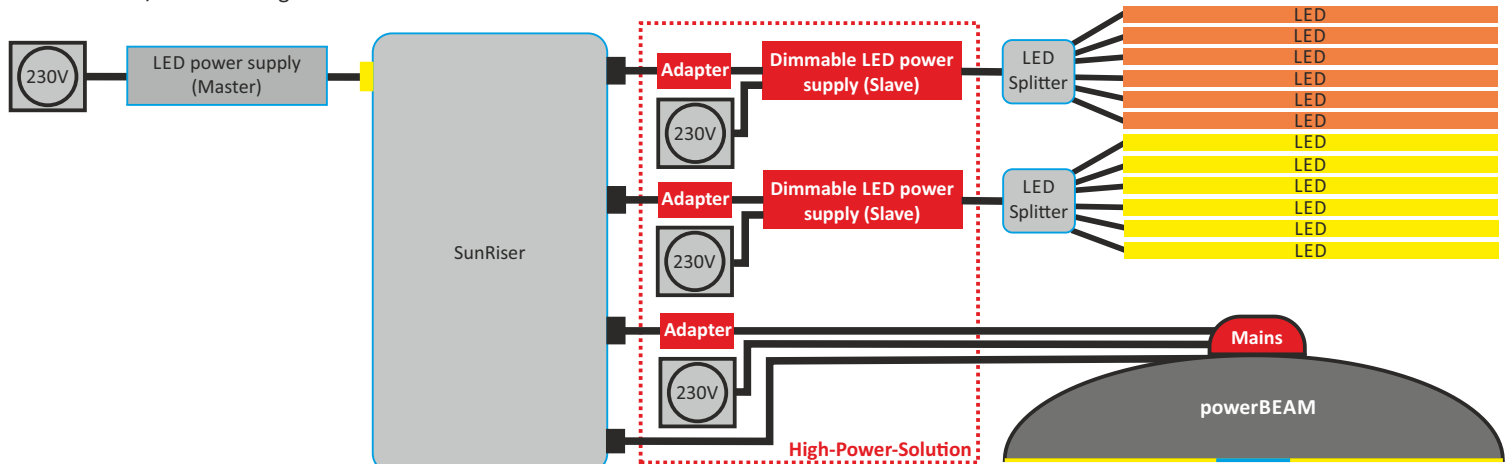 230V
LED power supply
(Master)
SunRiser
Adapter
Dimmable LED power
supply (Slave)
230V
LED
Splitter
LED
LED
LED
LED
LED
LED
Adapter
Dimmable LED power
supply (Slave)
230V
LED
Splitter
LED
LED
LED
LED
LED
LED
Adapter
230V
Mains
powerBEAM
High-Power-Solution